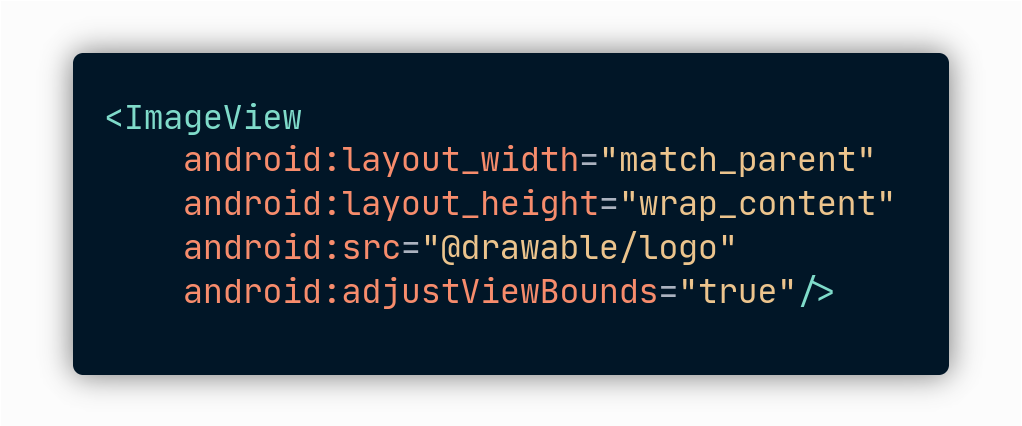 <ImageView
    android:layout_width="match_parent"
    android:layout_height="wrap_content"
    android:src="@drawable/logo"
    android:adjustViewBounds="true"/>